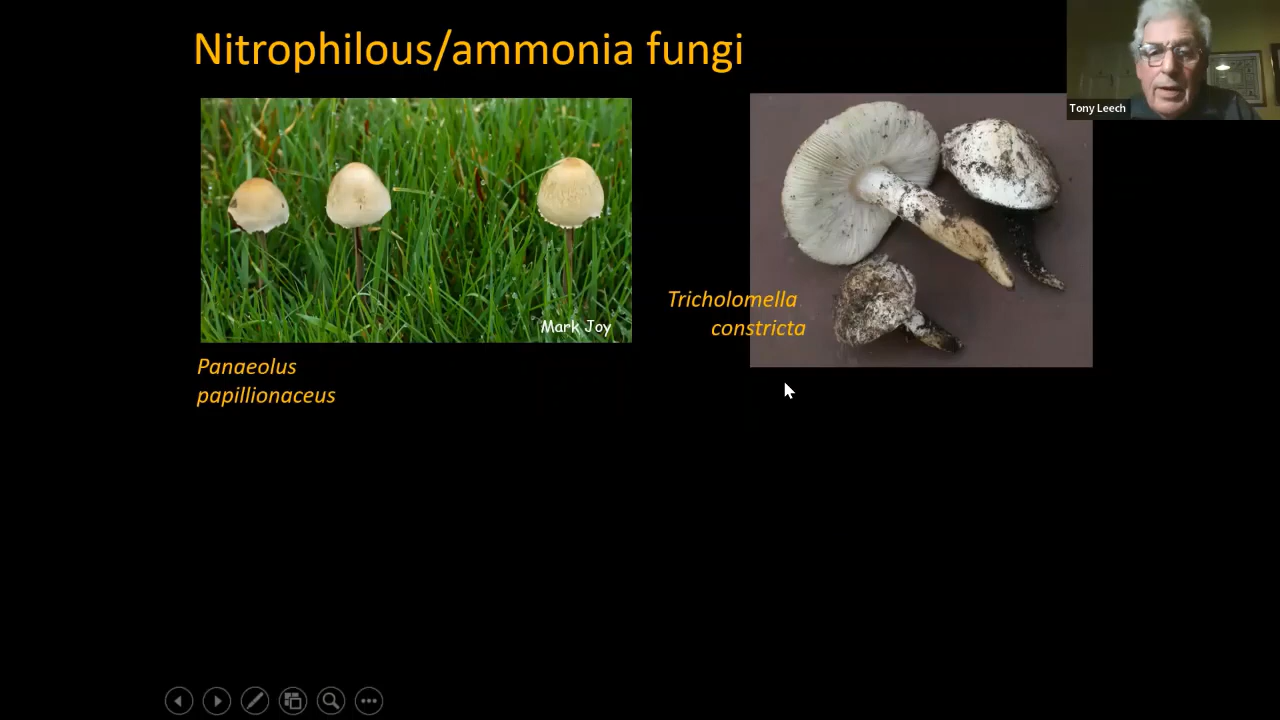 Nitrophilous/ammonia fungi
Tony Leech
Mark Joy
Tricholomella
constricta
Panaeolus
papillionaceus